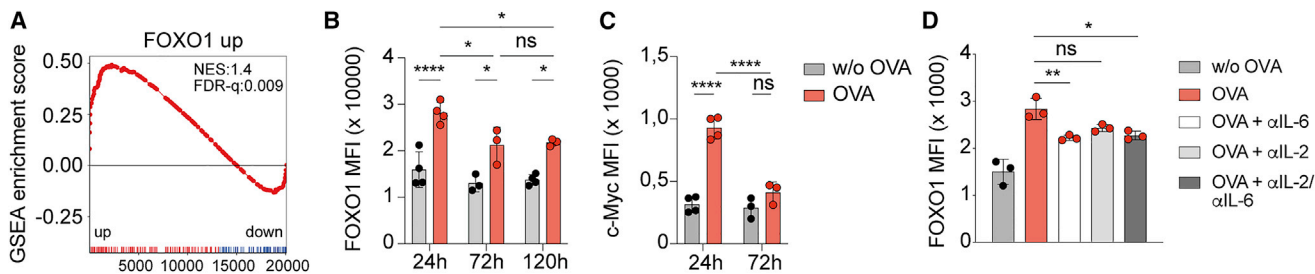 A
FOXO1 up
GSEA enrichment score
0.50
0.25
0.00
-0.25
NES:1.4
FDR-q:0.009
up
down
5000
10000
15000
20000
B
FOXO1 MFI (x 10000)
4
3
2
1
0
*
*
ns
****
*
*
24h
72h
120h
C
c-Myc MFI (x 10000)
1,5
1,0
0,5
0
****
****
ns
24h
72h
w/o OVA
OVA
D
FOXO1 MFI (x 1000)
4
3
2
1
0
*
ns
**
w/o OVA
OVA
OVA + αIL-6
OVA + αIL-2
OVA + αIL-2/
αIL-6